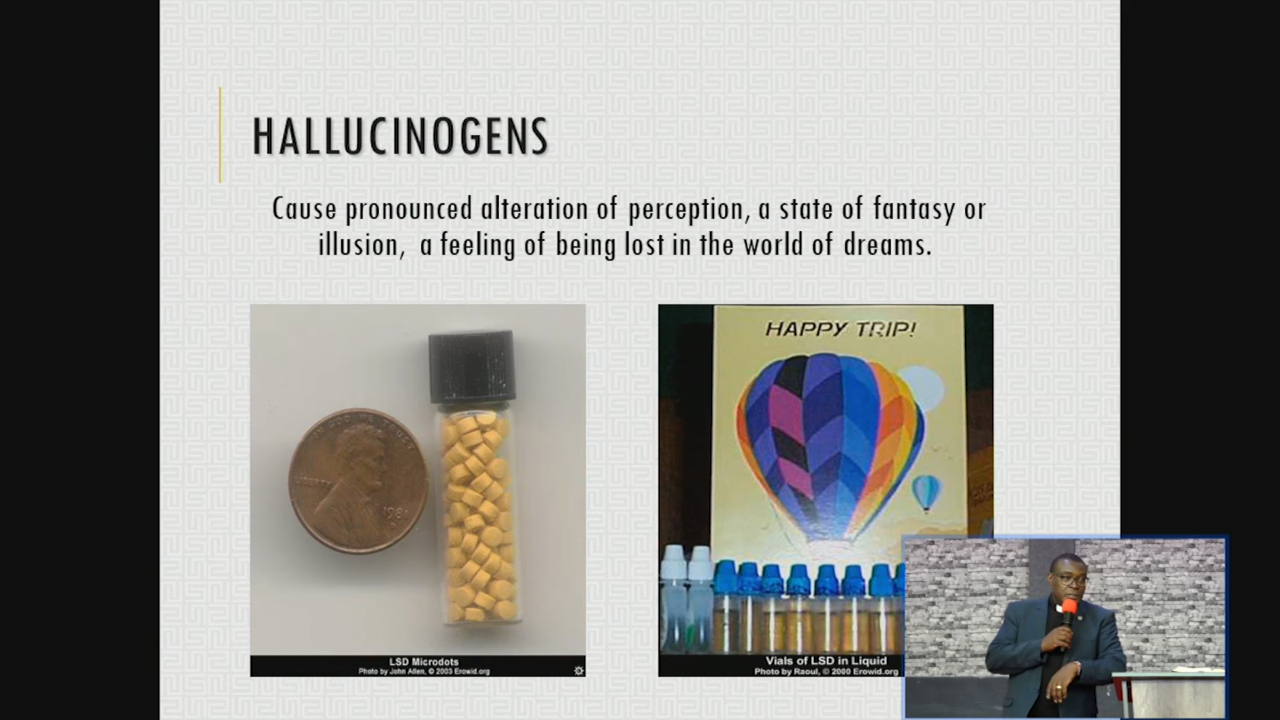 HALLUCINOGENS
Cause pronounced alteration of perception, a state of fantasy or
illusion, a feeling of being lost in the world of dreams.
HAPPY TRIP!
LIBERTY
1981
LSD Microdots
Photo by John Allen, © 2003 Erowid.org
Vials of LSD in Liquid
Photo by Raoul, © 2000 Erowid.org